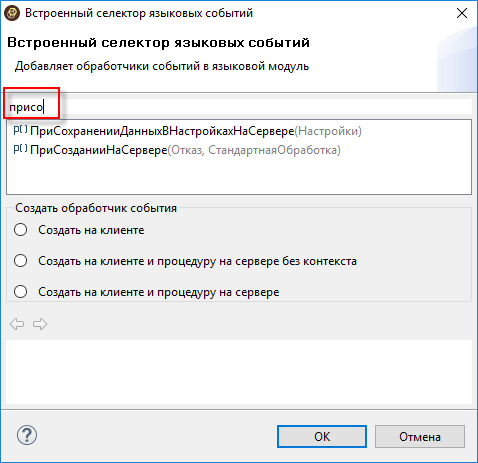 Встроенный селектор языковых событий
Встроенный селектор языковых событий
Добавляет обработчики событий в языковой модуль
присо
p() ПриСохраненииДанныхВНастройкахНаСервере(Настройки)
p() ПриСозданииНаСервере(Отказ, СтандартнаяОбработка)
Создать обработчик события
Создать на клиенте
Создать на клиенте и процедуру на сервере без контекста
Создать на клиенте и процедуру на сервере
?
OK
Отмена